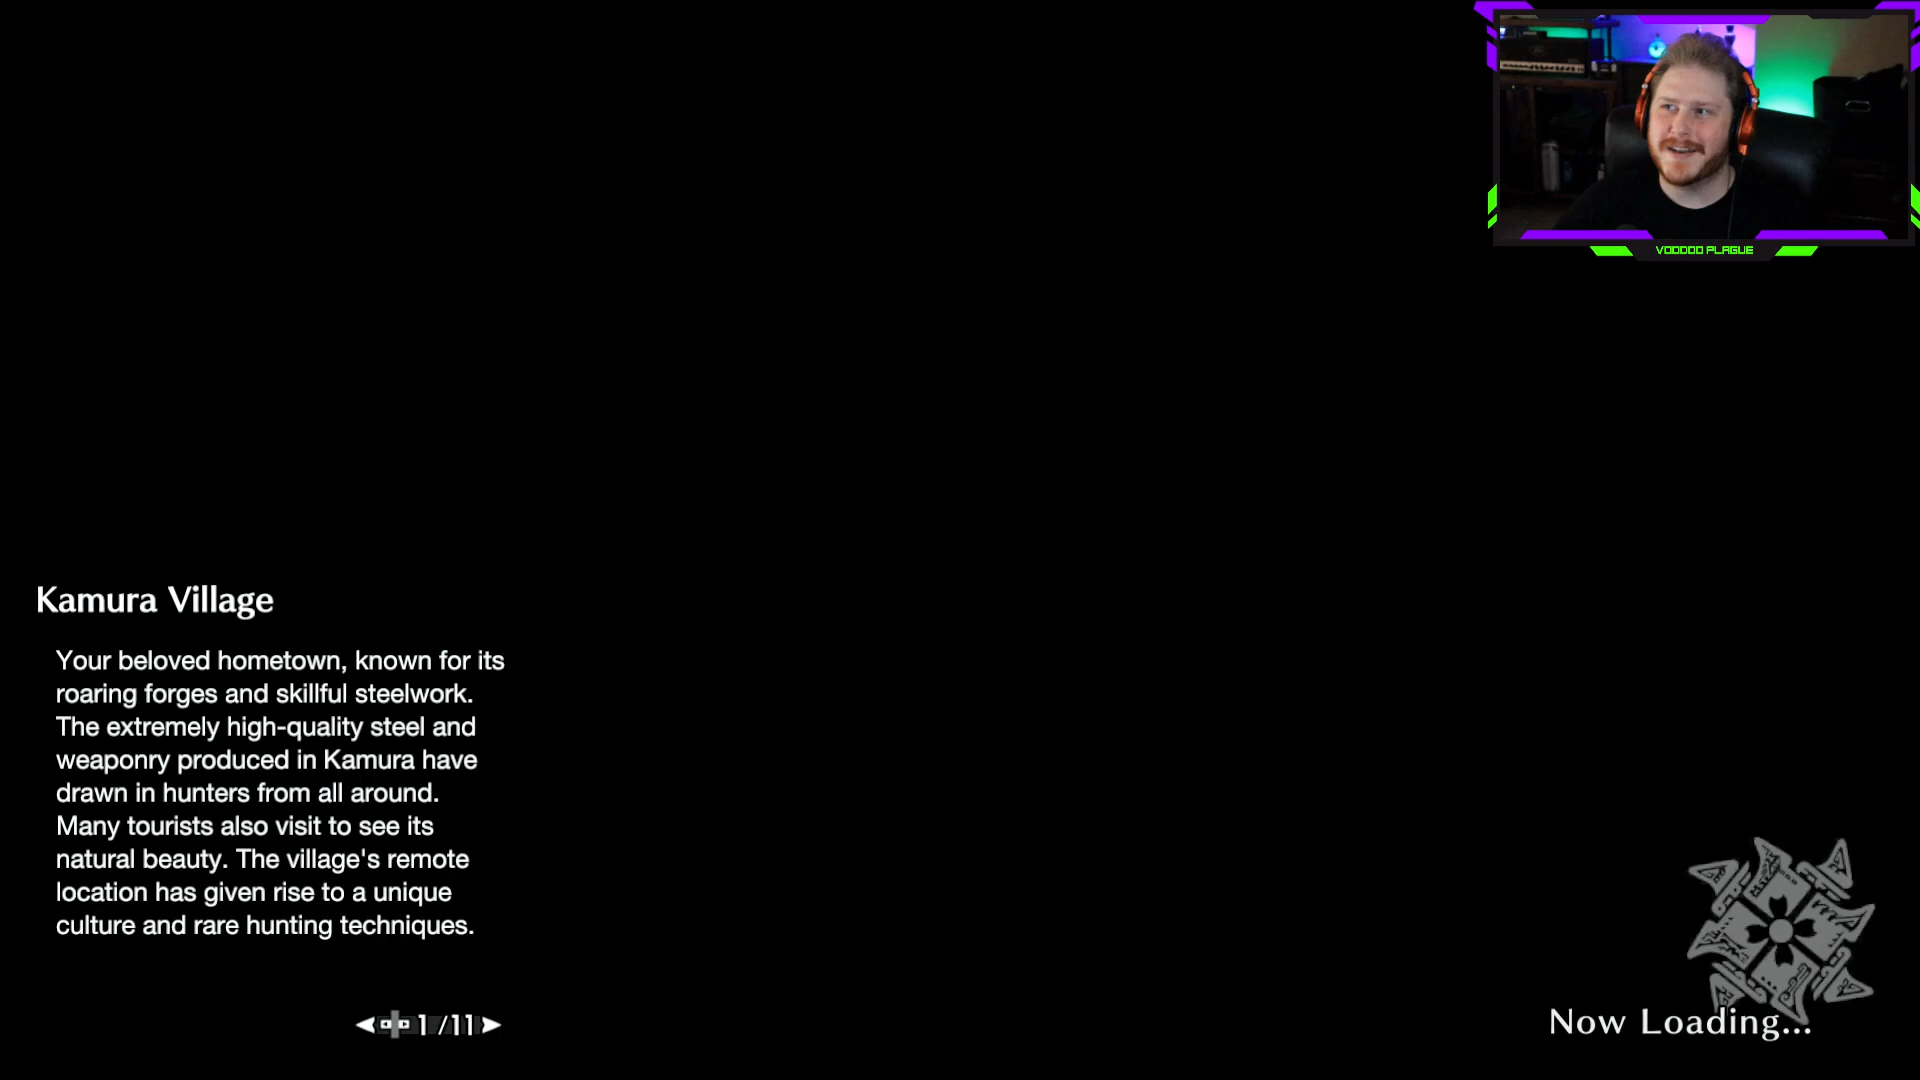 VOODOO PLAGUE
Kamura Village
Your beloved hometown, known for its
roaring forges and skillful steelwork.
The extremely high-quality steel and
weaponry produced in Kamura have
drawn in hunters from all around.
Many tourists also visit to see its
natural beauty. The village's remote
location has given rise to a unique
culture and rare hunting techniques.
1/11
Now Loading...